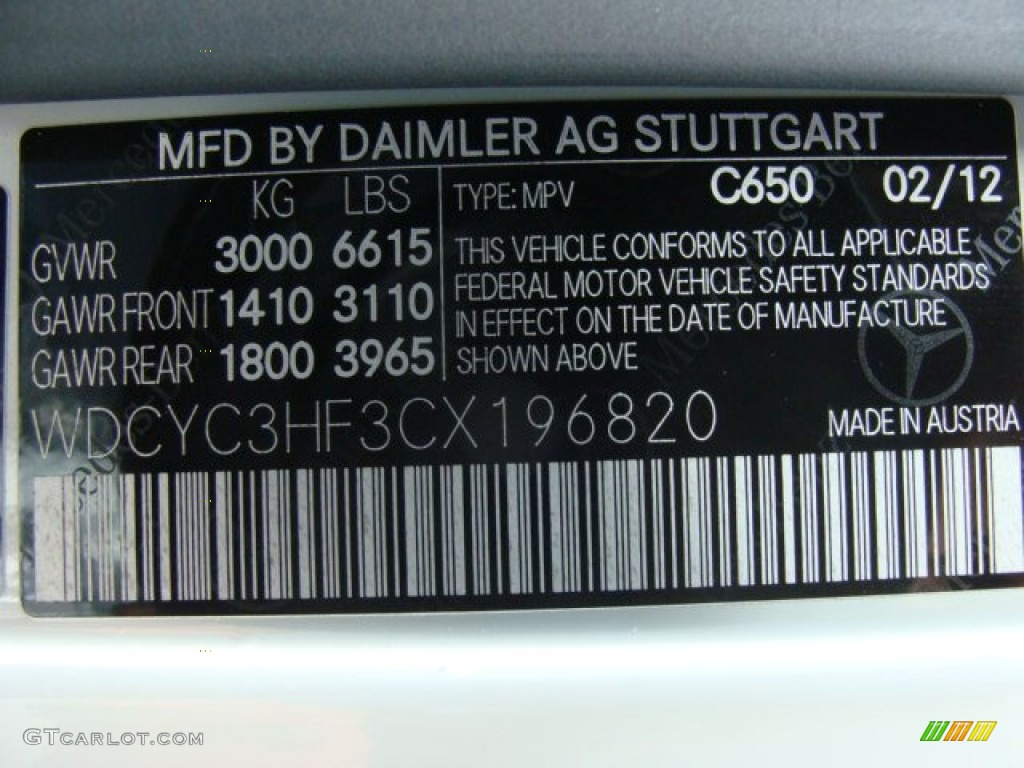 MFD BY DAIMLER AG STUTTGART
KG LBS
GVWR 3000 6615
GAWR FRONT 1410 3110
GAWR REAR 1800 3965
TYPE: MPV C650 02/12
THIS VEHICLE CONFORMS TO ALL APPLICABLE
FEDERAL MOTOR VEHICLE SAFETY STANDARDS
IN EFFECT ON THE DATE OF MANUFACTURE
SHOWN ABOVE
WDCYC3HF3CX196820
MADE IN AUSTRIA
GTCARLOT.COM